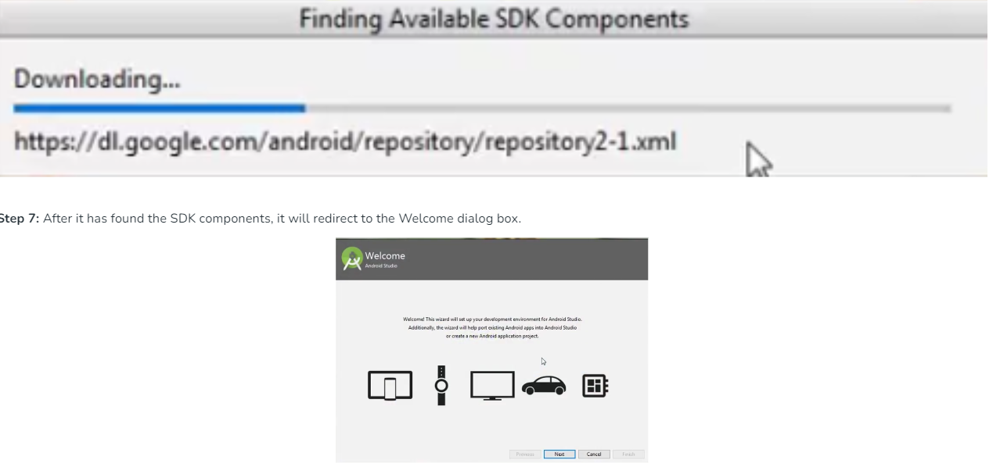 Finding Available SDK Components
Downloading...
https://dl.google.com/android/repository/repository2-1.xml
Step 7: After it has found the SDK components, it will redirect to the Welcome dialog box.
Welcome
Android Studio
Welcome! This wizard will set up your development environment for Android Studio.
Additionally, the wizard will help port existing Android apps into Android Studio
or create a new Android application project.
Previous Next Cancel Finish